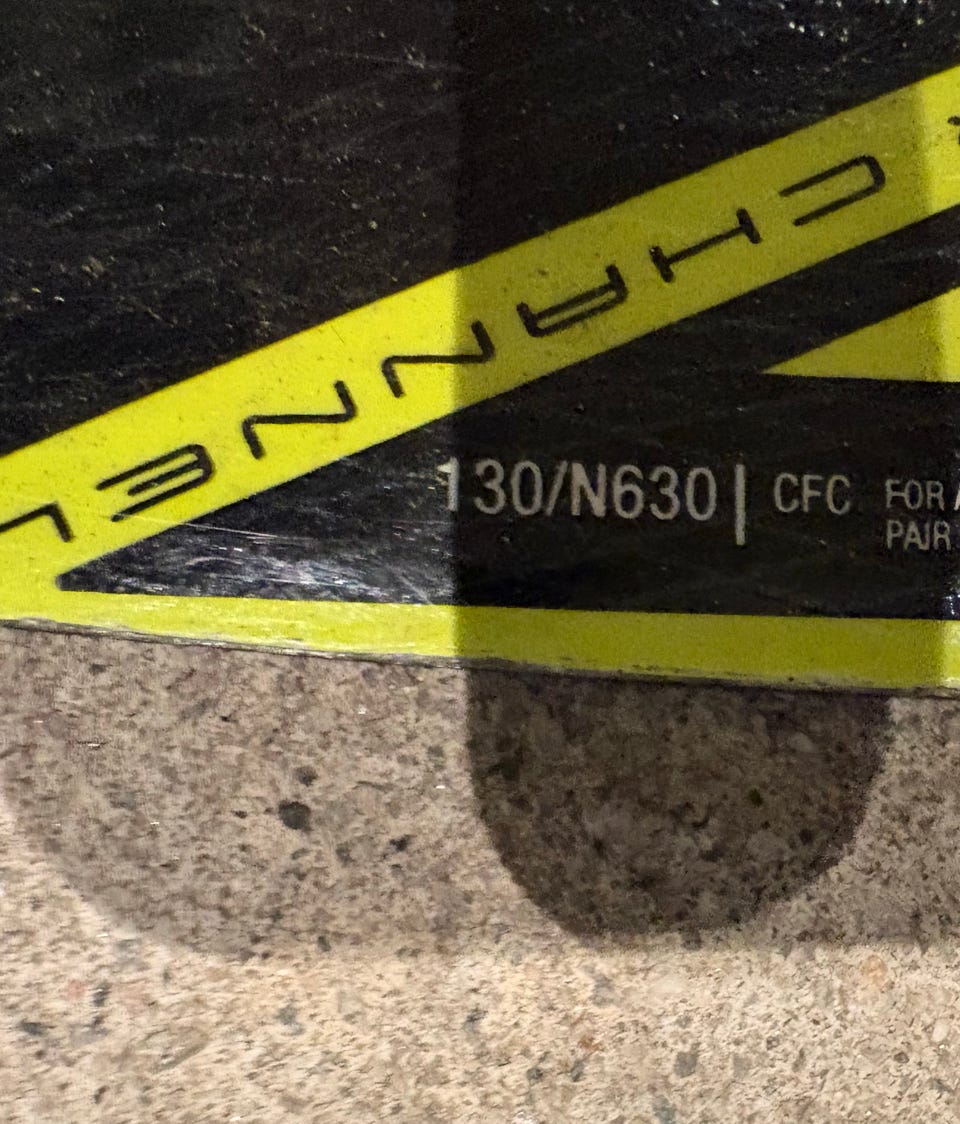 CHANNEL
130/N630 | CFC FOR
PAIR